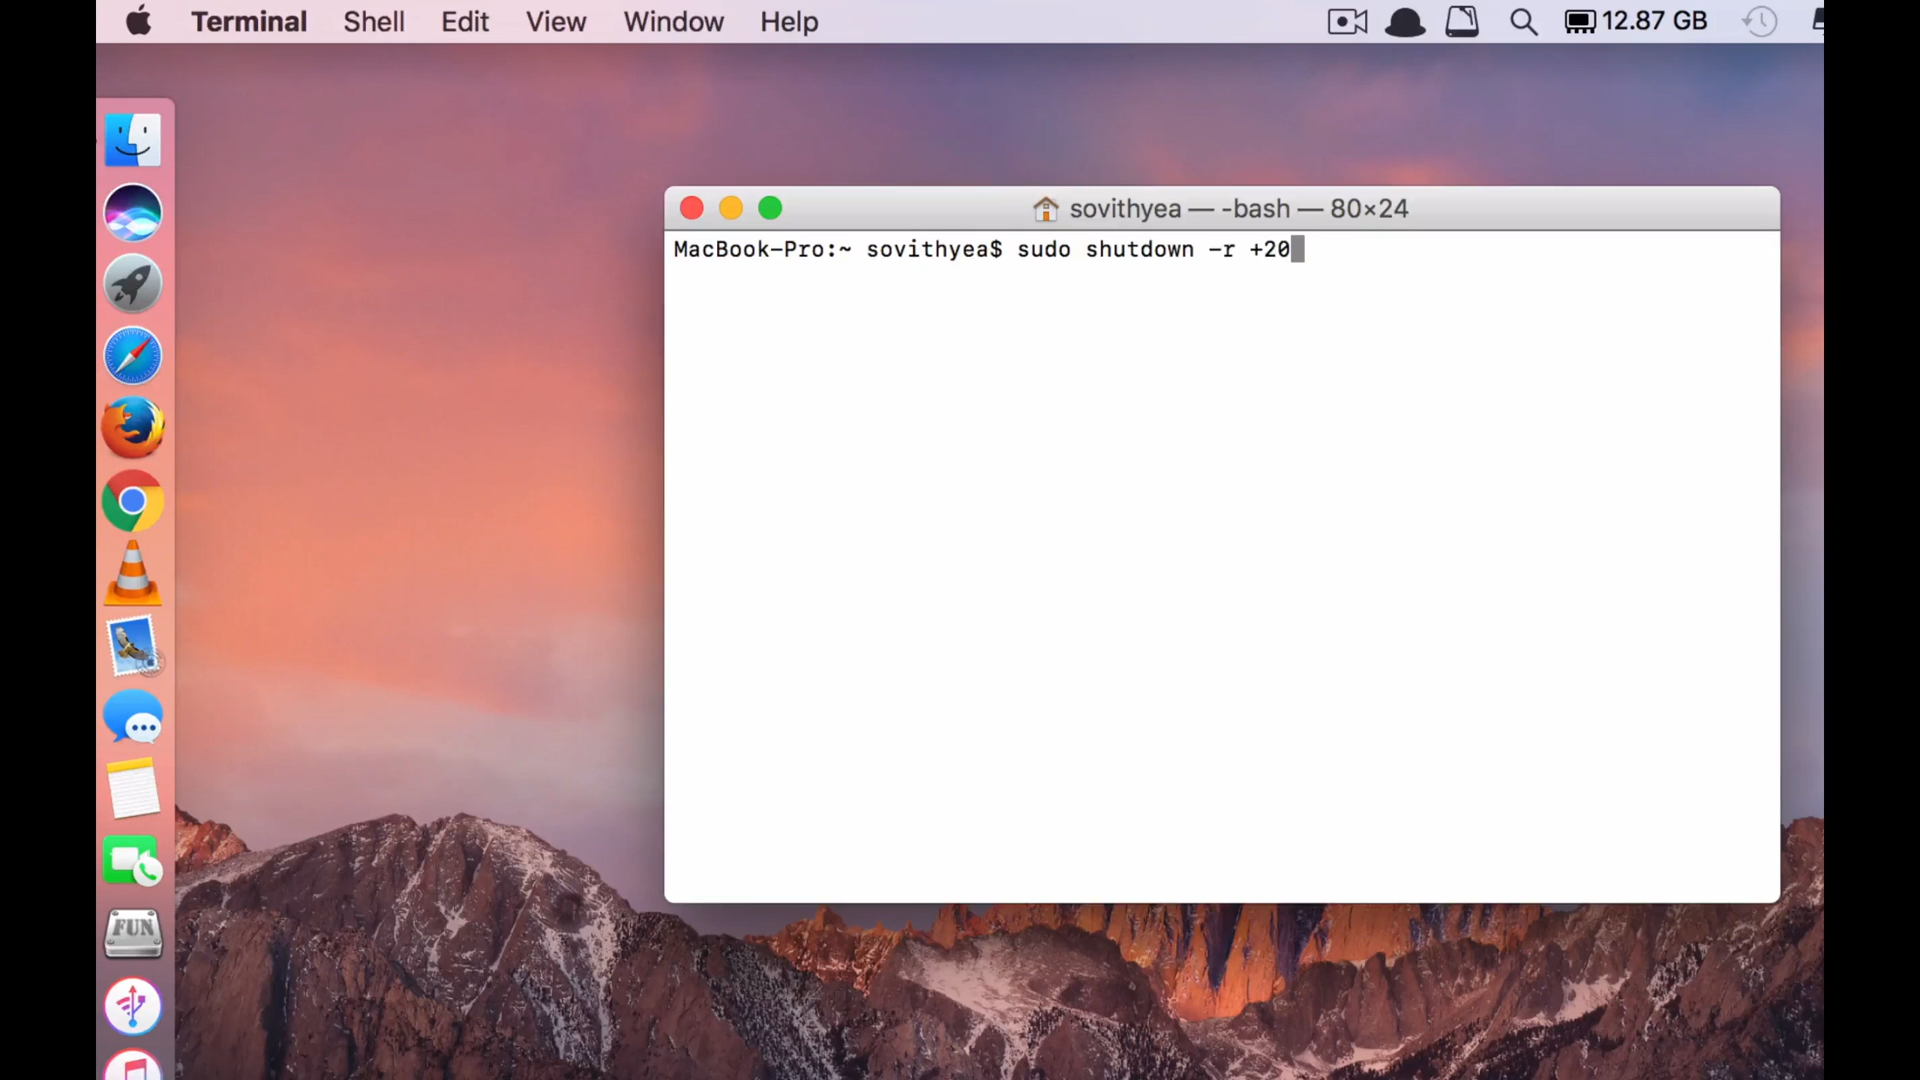 Terminal Shell Edit View Window Help 12.87 GB
sovithyea — -bash — 80×24
MacBook-Pro:~ sovithyea$ sudo shutdown -r +20
FUN